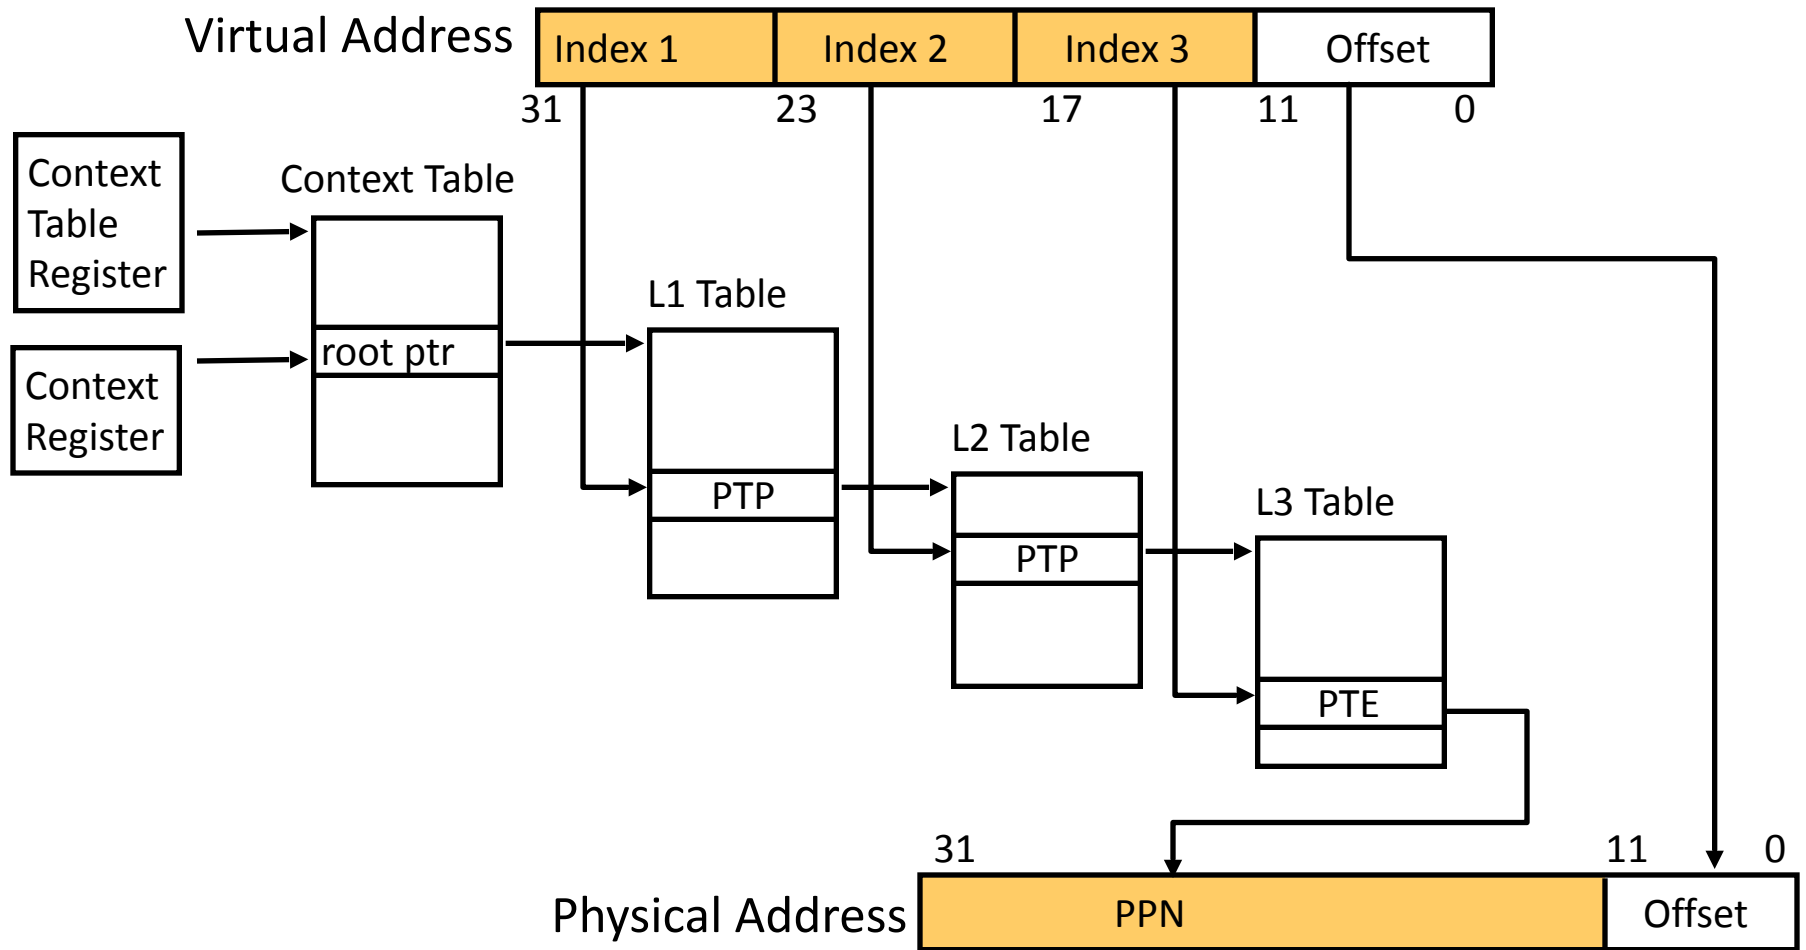 Virtual Address
Index 1
Index 2
Index 3
Offset
31
23
17
11
0
Context
Table
Register
Context Table
root ptr
Context
Register
L1 Table
PTP
L2 Table
PTP
L3 Table
PTE
31
11
0
Physical Address
PPN
Offset